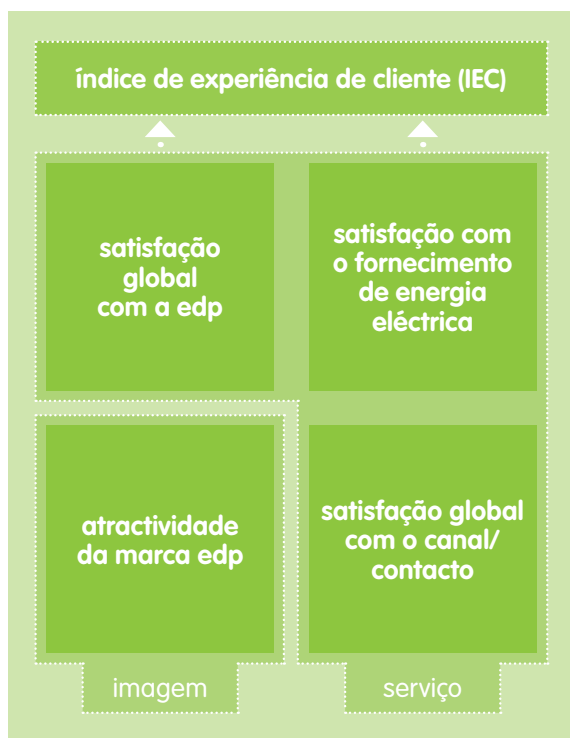 índice de experiência de cliente (IEC)
satisfação
global
com a edp
satisfação com
o fornecimento
de energia
eléctrica
atractividade
da marca edp
satisfação global
com o canal/
contacto
imagem
serviço